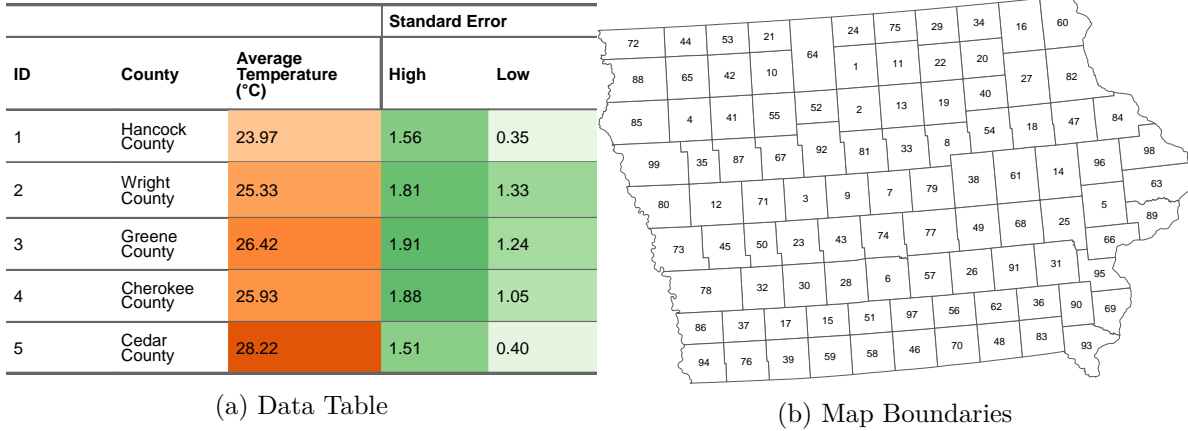 Standard Error
ID County Average Temperature (°C) High Low
1 Hancock County 23.97 1.56 0.35
2 Wright County 25.33 1.81 1.33
3 Greene County 26.42 1.91 1.24
4 Cherokee County 25.93 1.88 1.05
5 Cedar County 28.22 1.51 0.40
(a) Data Table
72 44 53 21 64 24 75 29 34 16 60
88 65 42 10 1 11 22 20 27 82
85 4 41 55 52 2 13 19 40
99 35 87 67 92 81 33 8 54 18 47 84
80 12 71 3 9 7 79 38 61 14 96 98
5 63
73 45 50 23 43 74 77 49 68 25 66 89
78 32 30 28 6 57 26 91 31 95
86 37 17 15 51 97 56 62 36 90 69
94 76 39 59 58 46 70 48 83 93
(b) Map Boundaries